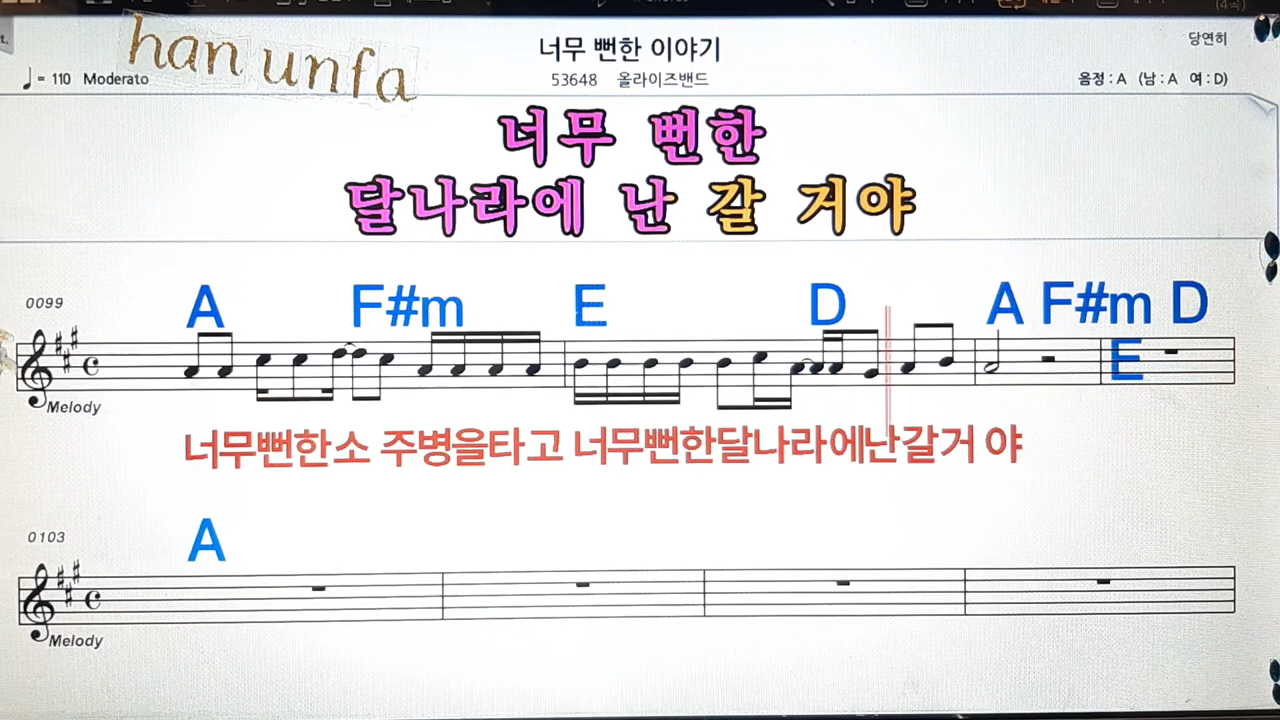 han unfa
너무 뻔한 이야기
당연히
♩= 110 Moderato
53648 올라이즈밴드
음정 : A (남 : A 여 : D)
너무 뻔한
달나라에 난 갈 거야
0099
A F#m E D A F#m D
E
Melody
너무뻔한소 주병을타고 너무뻔한달나라에난갈거 야
0103
A
Melody